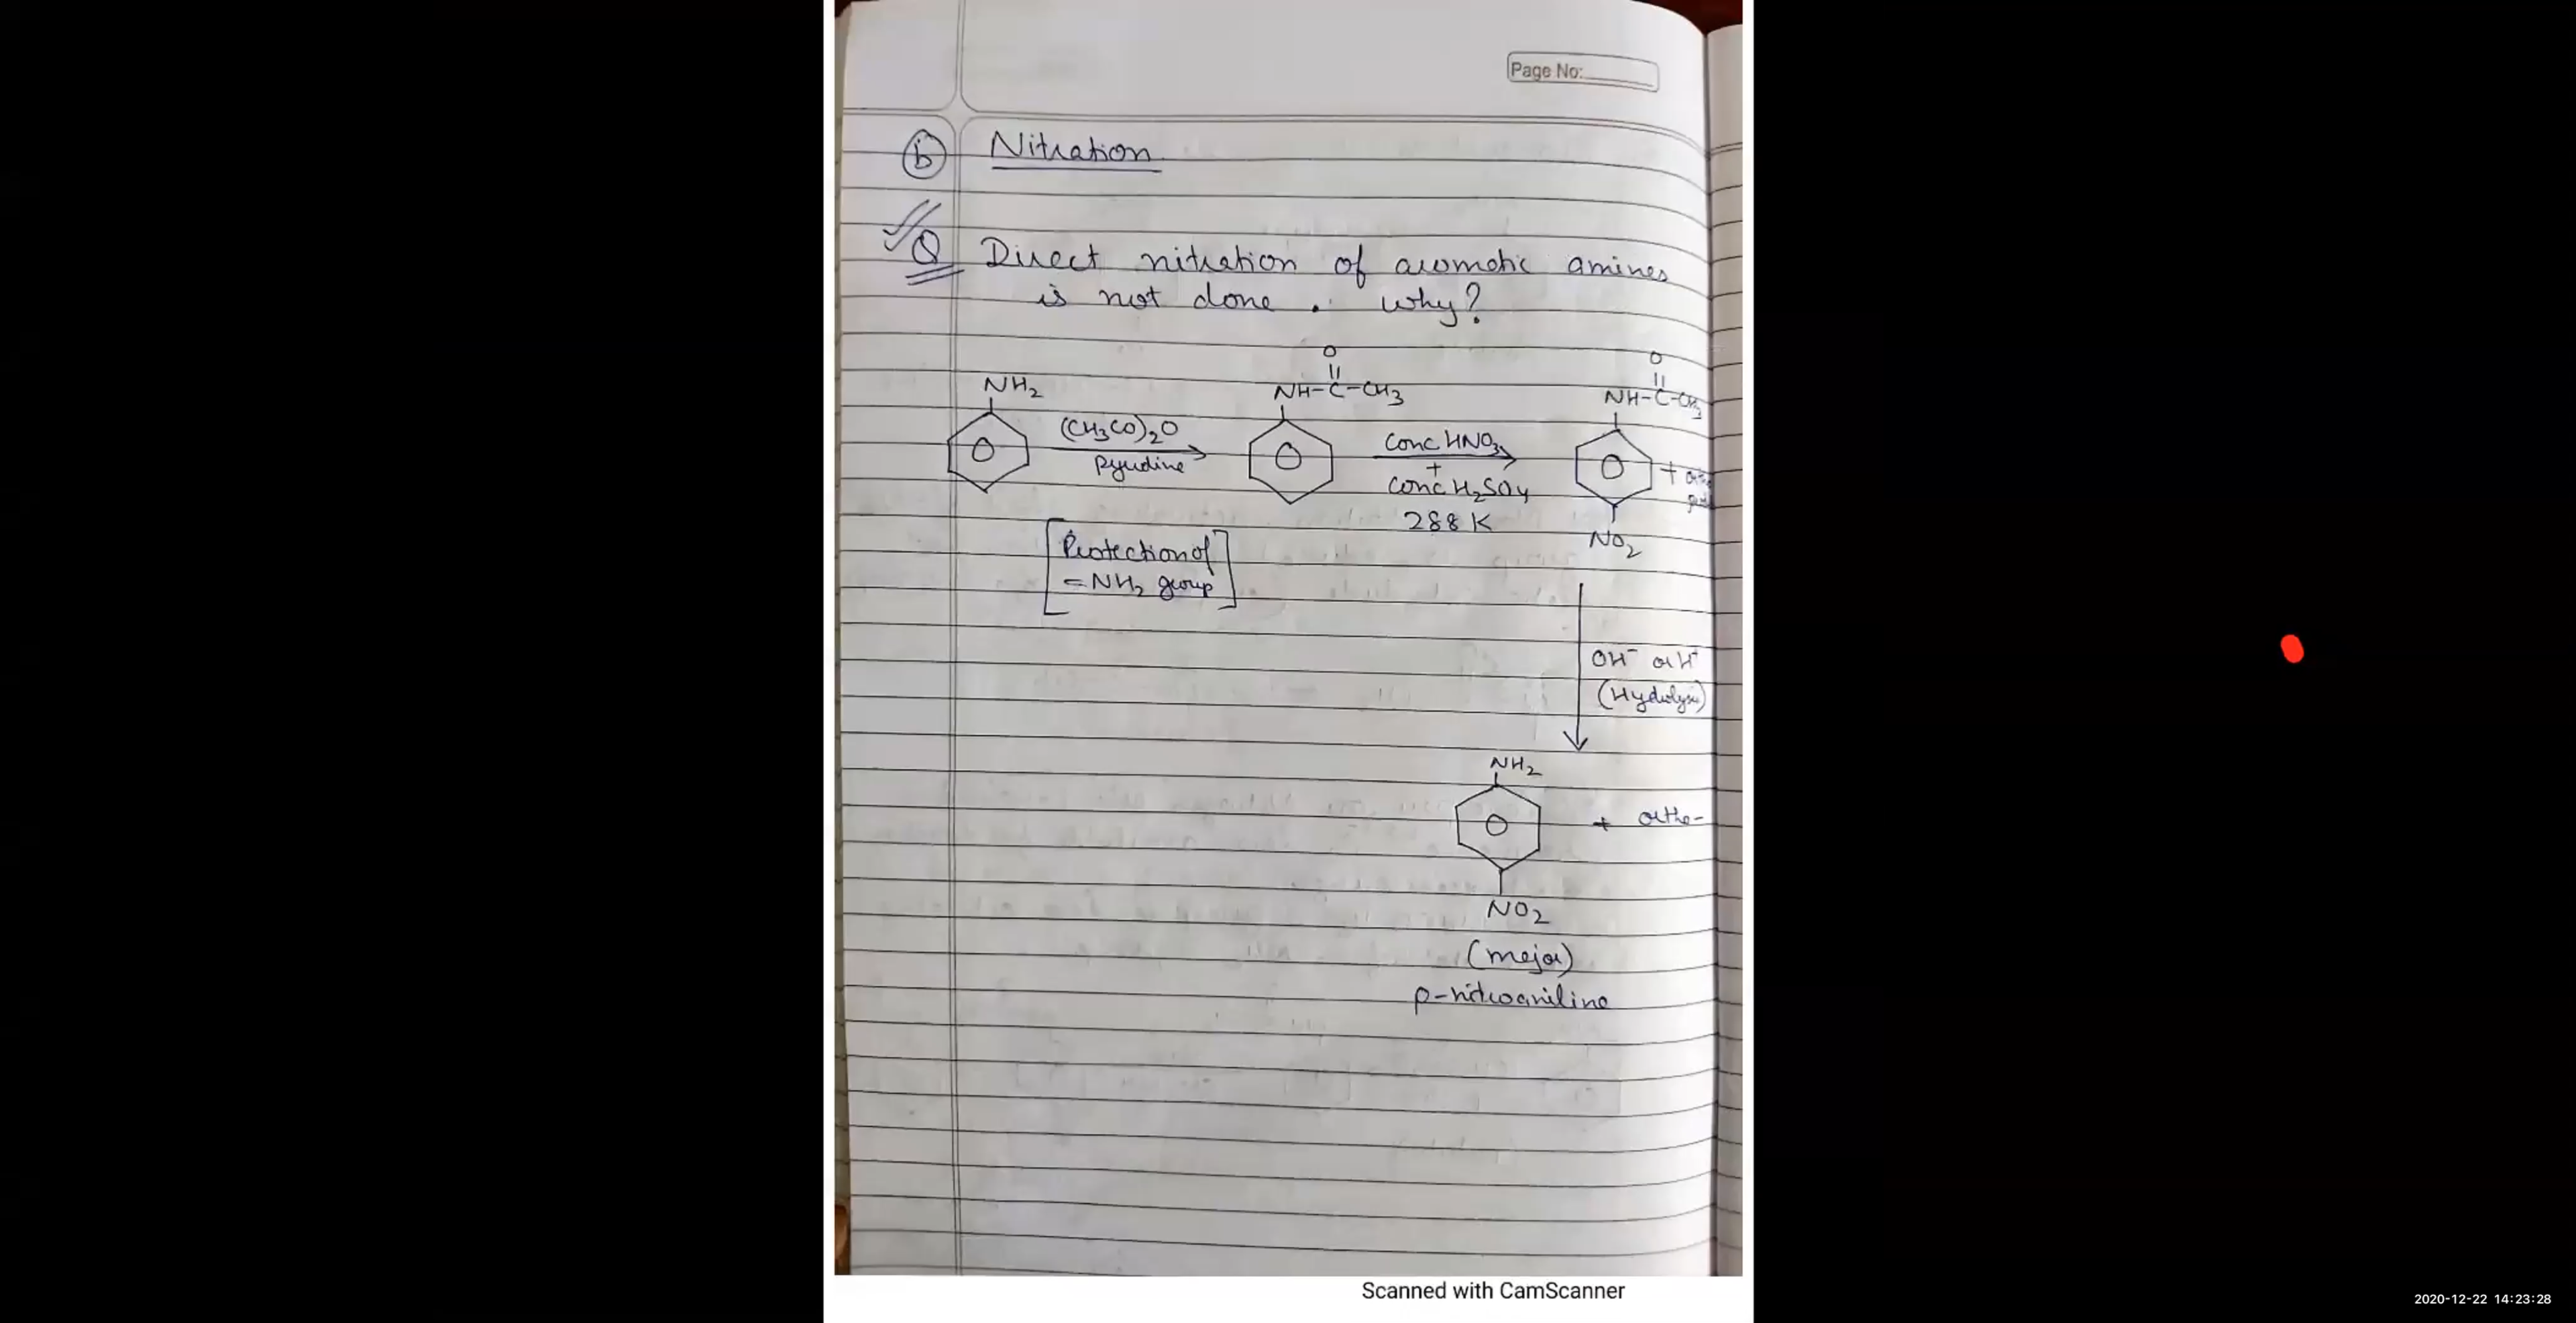 Page No:
b Nitration
Q Direct nitration of aromatic amines
is not done. Why?
NH2
(CH3CO)2O
Pyridine
O
||
NH-C-CH3
Conc HNO3
+
Conc H2SO4
288 K
O
||
NH-C-CH3
+
NO2
[Protection of
-NH2 group]
OH- or H+
(Hydrolysis)
NH2
+ ortho-
NO2
(major)
p-nitroaniline
Scanned with CamScanner
2020-12-22 14:23:28